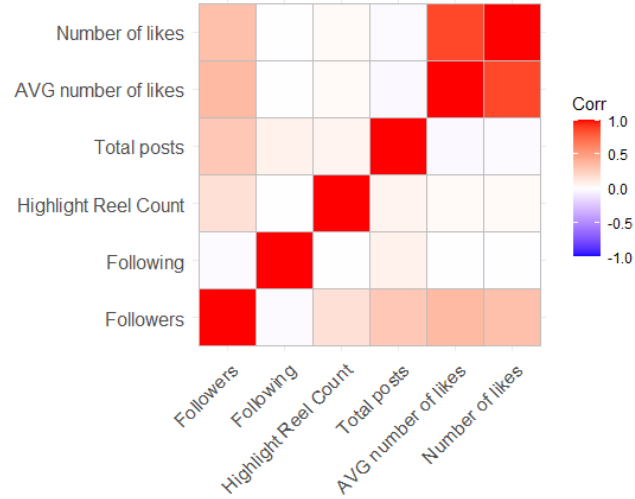 Number of likes
AVG number of likes
Total posts
Highlight Reel Count
Following
Followers
Followers
Following
Highlight Reel Count
Total posts
AVG number of likes
Number of likes
Corr
1.0
0.5
0.0
-0.5
-1.0